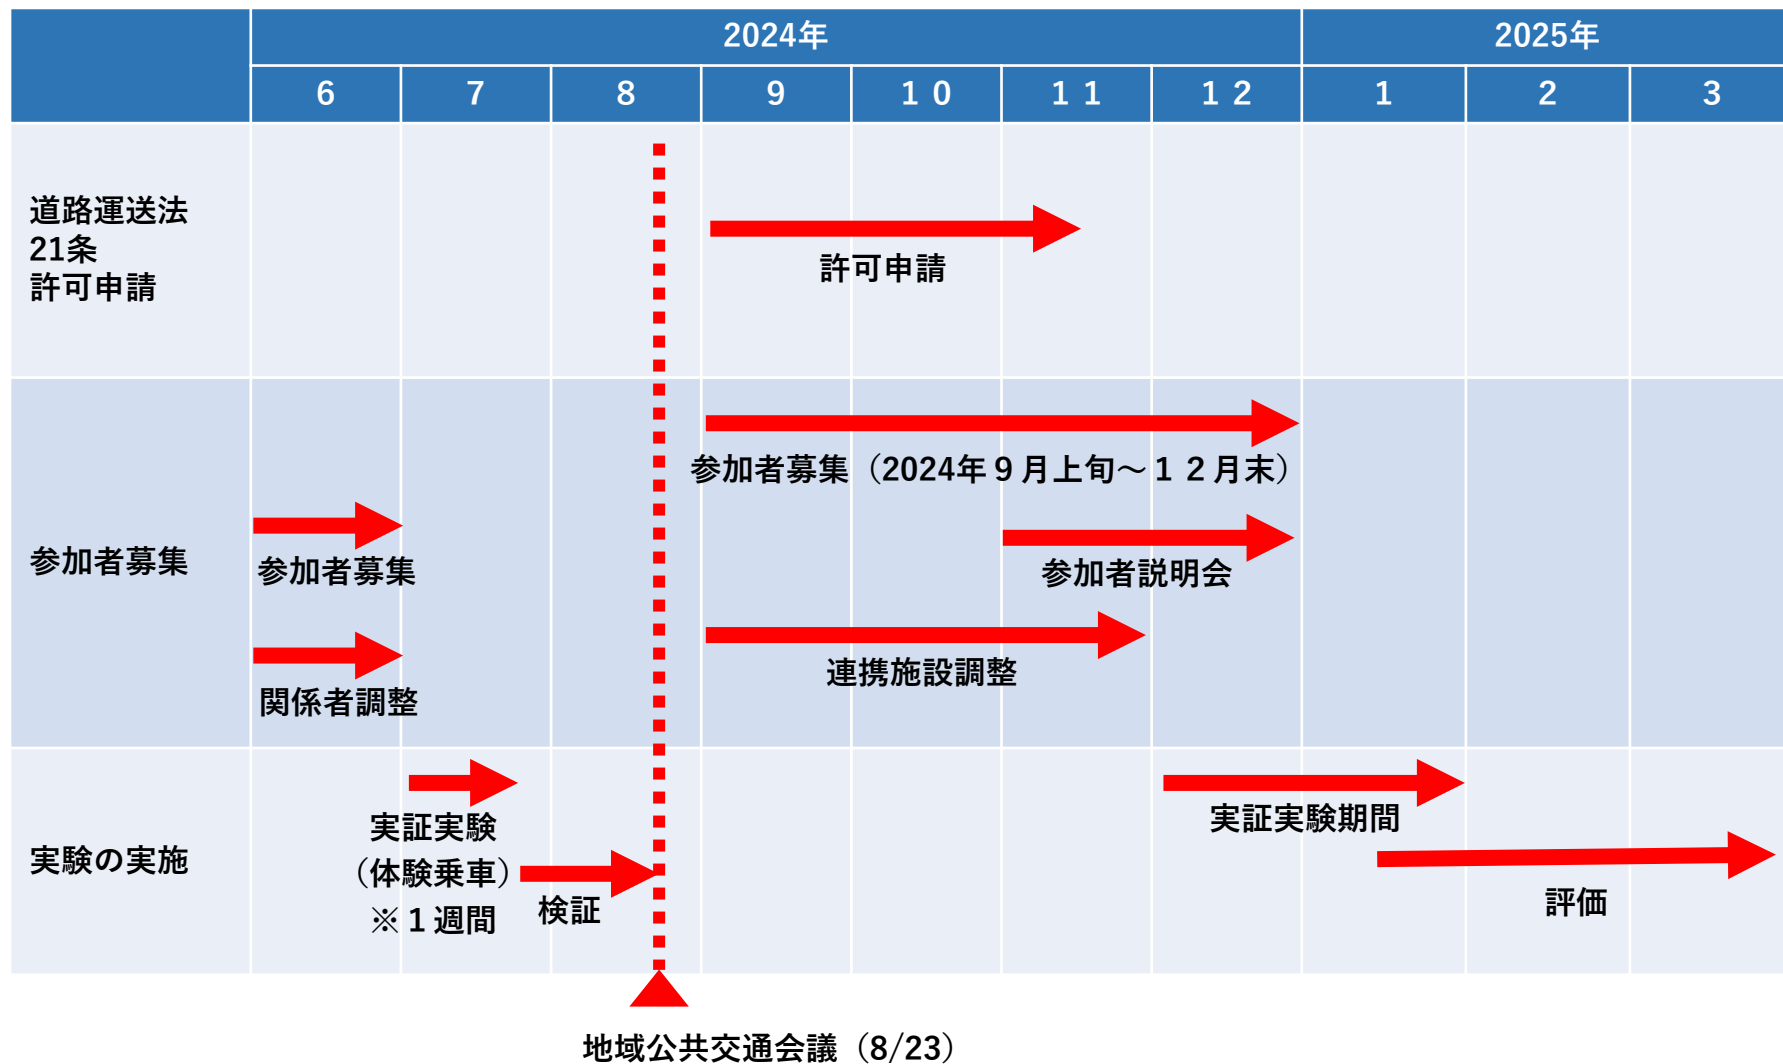 2024年
2025年
6
7
8
9
１０
１１
１２
1
2
3
道路運送法
21条
許可申請
許可申請
参加者募集
参加者募集（2024年９月上旬～１２月末）
参加者募集
参加者説明会
関係者調整
連携施設調整
実験の実施
実証実験
（体験乗車）
※１週間
検証
実証実験期間
評価
地域公共交通会議（8/23）